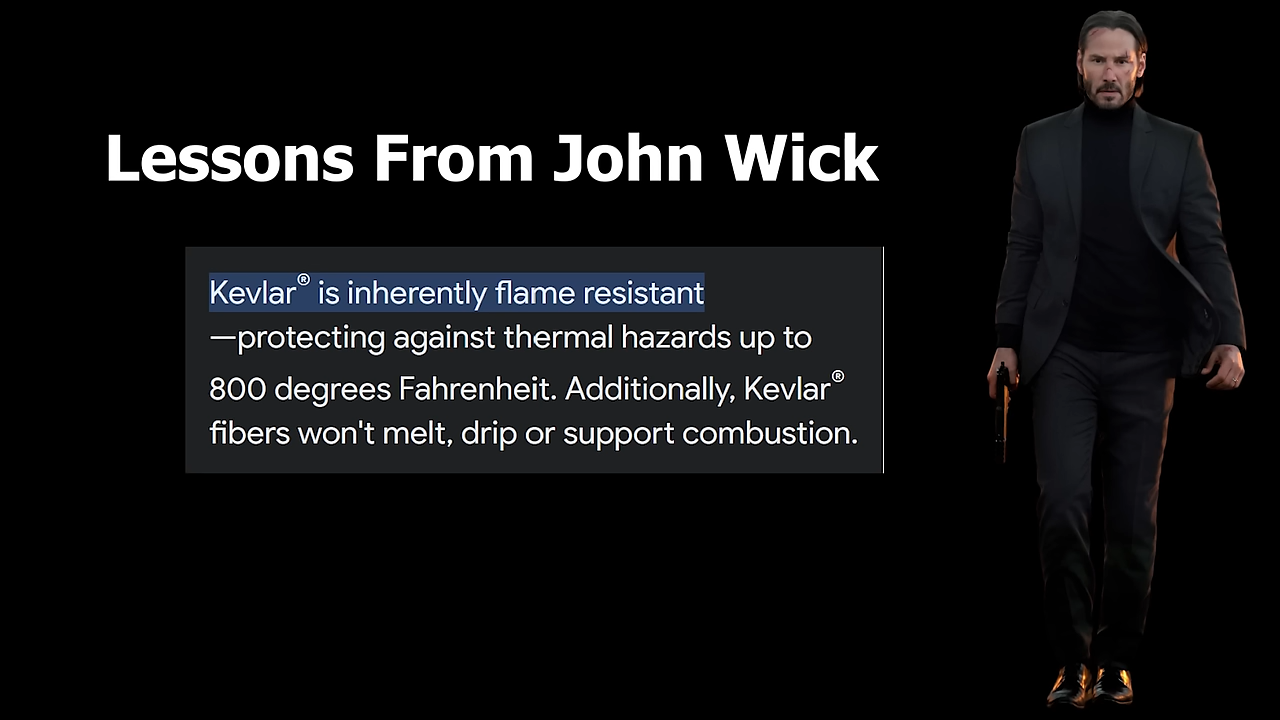 Lessons From John Wick
Kevlar® is inherently flame resistant
—protecting against thermal hazards up to
800 degrees Fahrenheit. Additionally, Kevlar®
fibers won't melt, drip or support combustion.